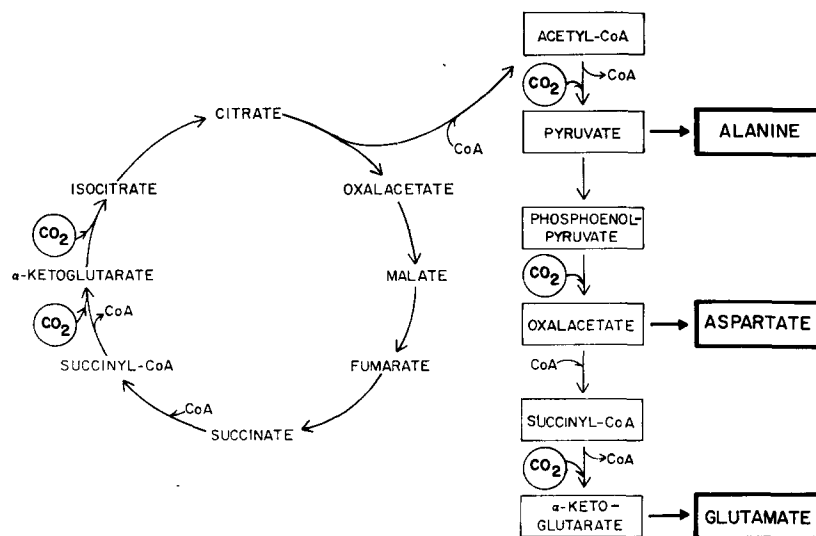 ACETYL-CoA
CO2
CoA
CITRATE
CoA
PYRUVATE
ALANINE
ISOCITRATE
OXALACETATE
CO2
PHOSPHOENOL-
PYRUVATE
α-KETOGLUTARATE
MALATE
CO2
CO2
CoA
OXALACETATE
ASPARTATE
SUCCINYL-CoA
FUMARATE
CoA
CoA
SUCCINATE
SUCCINYL-CoA
CO2
CoA
α-KETO-
GLUTARATE
GLUTAMATE